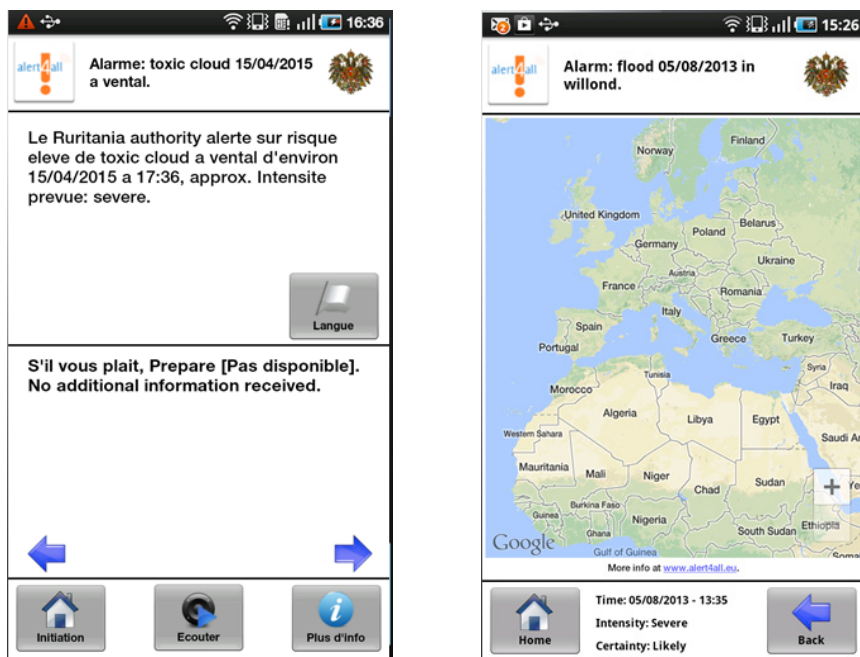 16:36
alert4all
Alarme: toxic cloud 15/04/2015
a vental.
Le Ruritania authority alerte sur risque
eleve de toxic cloud a vental d'environ
15/04/2015 a 17:36, approx. Intensite
prevue: severe.
Langue
S'il vous plait, Prepare [Pas disponible].
No additional information received.
Initiation
Ecouter
Plus d'info
2
15:26
alert4all
Alarm: flood 05/08/2013 in
willond.
Norway
Finland
United Kingdom
Belarus
Poland
Germany
Ukraine
Austria
France
Romania
Italy
Spain
Greece
Turkey
Portugal
Syria
Tunisia
Iraq
Morocco
Algeria
Libya
Egypt
Western Sahara
Saudi Ar
Mauritania
Mali
Niger
Sudan
Chad
Ye
Burkina Faso
Guinea
Nigeria
Ghana
South Sudan
Ethiopia
Google
Gulf of Guinea
Soma
More info at www.alert4all.eu.
Time: 05/08/2013 - 13:35
Intensity: Severe
Certainty: Likely
Home
Back